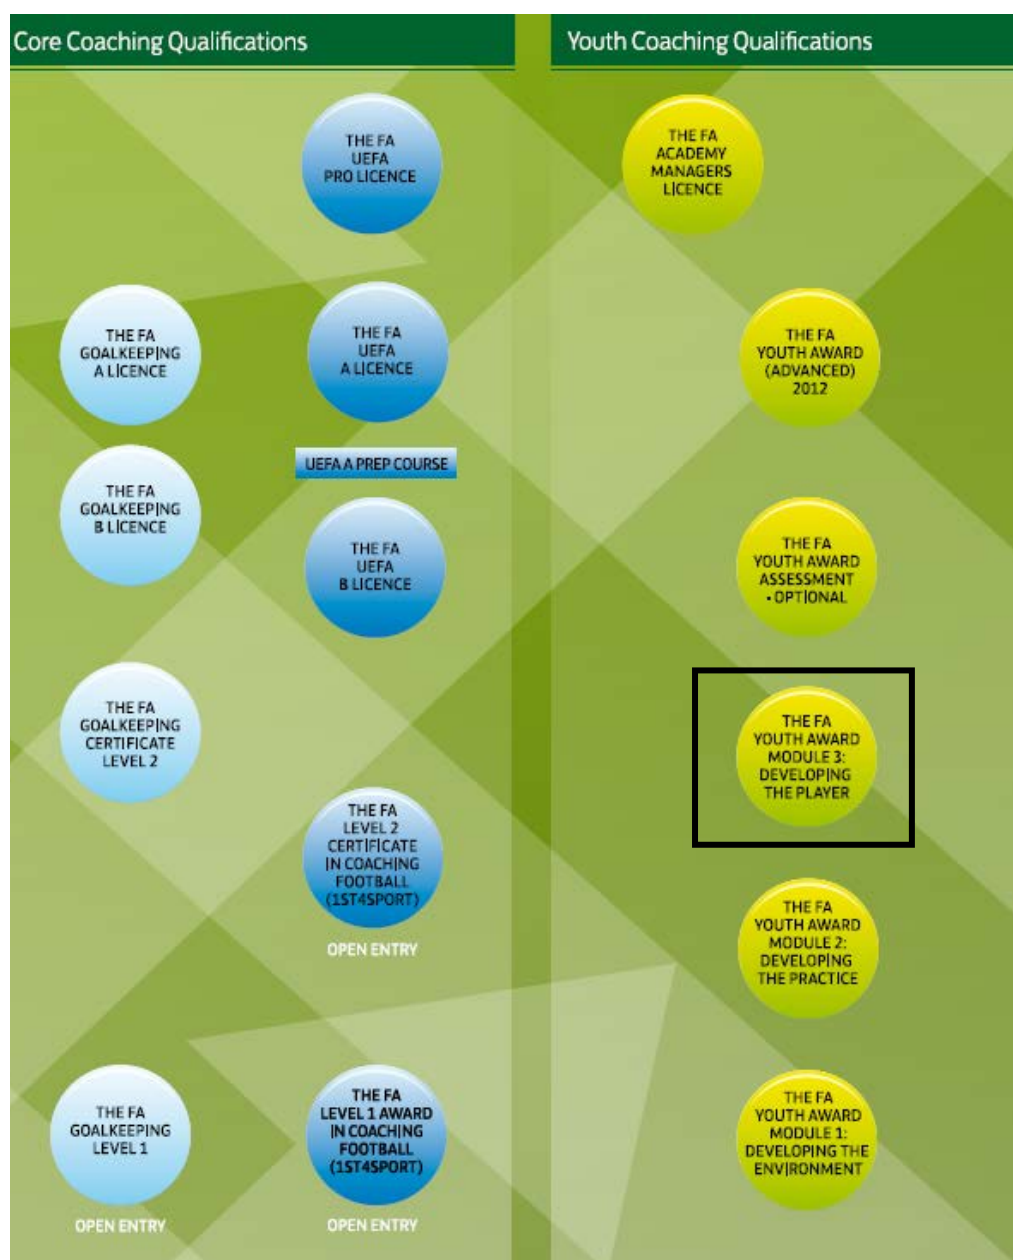 Core Coaching Qualifications
THE FA
UEFA
PRO LICENCE
THE FA
GOALKEEPING
A LICENCE
THE FA
UEFA
A LICENCE
UEFA A PREP COURSE
THE FA
GOALKEEPING
B LICENCE
THE FA
UEFA
B LICENCE
THE FA
GOALKEEPING
CERTIFICATE
LEVEL 2
THE FA
LEVEL 2
CERTIFICATE
IN COACHING
FOOTBALL
(1ST4SPORT)
OPEN ENTRY
THE FA
GOALKEEPING
LEVEL 1
OPEN ENTRY
THE FA
LEVEL 1 AWARD
IN COACHING
FOOTBALL
(1ST4SPORT)
OPEN ENTRY
Youth Coaching Qualifications
THE FA
ACADEMY
MANAGERS
LICENCE
THE FA
YOUTH AWARD
(ADVANCED)
2012
THE FA
YOUTH AWARD
ASSESSMENT
• OPTIONAL
THE FA
YOUTH AWARD
MODULE 3:
DEVELOPING
THE PLAYER
THE FA
YOUTH AWARD
MODULE 2:
DEVELOPING
THE PRACTICE
THE FA
YOUTH AWARD
MODULE 1:
DEVELOPING THE
ENVIRONMENT